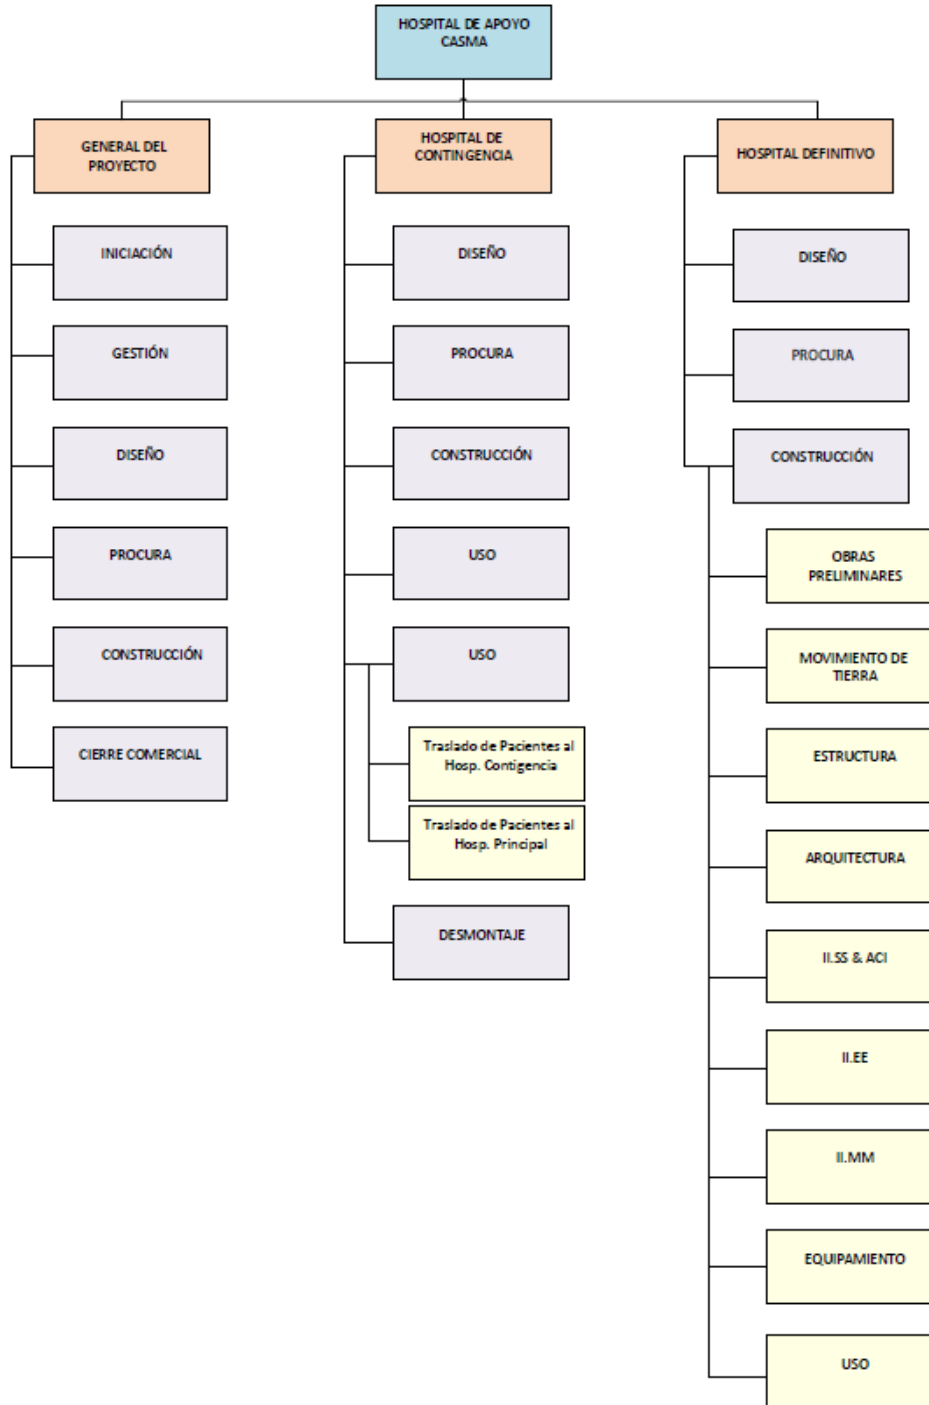 HOSPITAL DE APOYO
CASMA
GENERAL DEL
PROYECTO
INICIACIÓN
GESTIÓN
DISEÑO
PROCURA
CONSTRUCCIÓN
CIERRE COMERCIAL
HOSPITAL DE
CONTINGENCIA
DISEÑO
PROCURA
CONSTRUCCIÓN
USO
USO
Traslado de Pacientes al
Hosp. Contigencia
Traslado de Pacientes al
Hosp. Principal
DESMONTAJE
HOSPITAL DEFINITIVO
DISEÑO
PROCURA
CONSTRUCCIÓN
OBRAS
PRELIMINARES
MOVIMIENTO DE
TIERRA
ESTRUCTURA
ARQUITECTURA
II.SS & ACI
II.EE
II.MM
EQUIPAMIENTO
USO